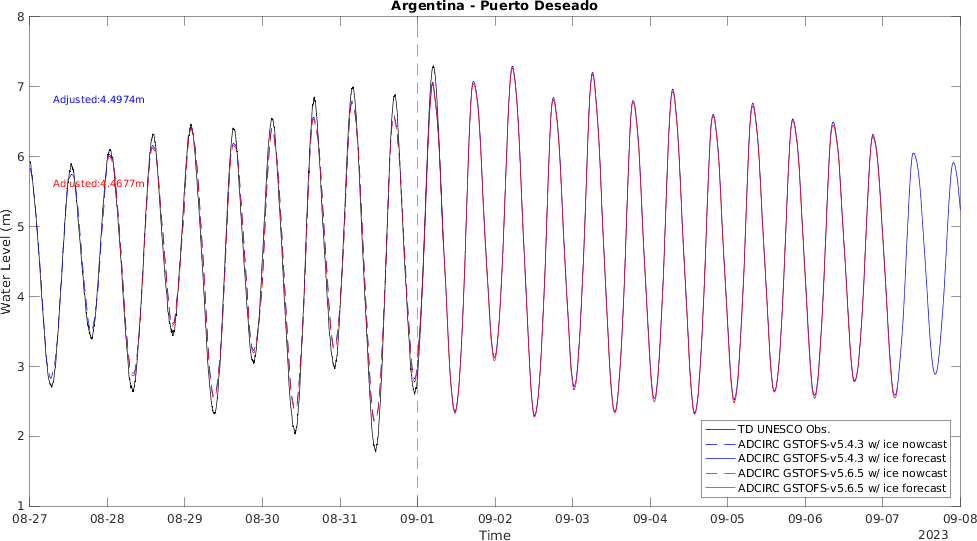 Argentina - Puerto Deseado
8
7
6
5
4
3
2
1
Water Level (m)
Adjusted:4.4974m
Adjusted:4.4677m
TD UNESCO Obs.
ADCIRC GSTOFS-v5.4.3 w/ ice nowcast
ADCIRC GSTOFS-v5.4.3 w/ ice forecast
ADCIRC GSTOFS-v5.6.5 w/ ice nowcast
ADCIRC GSTOFS-v5.6.5 w/ ice forecast
08-27 08-28 08-29 08-30 08-31 09-01 09-02 09-03 09-04 09-05 09-06 09-07 09-08
Time
2023